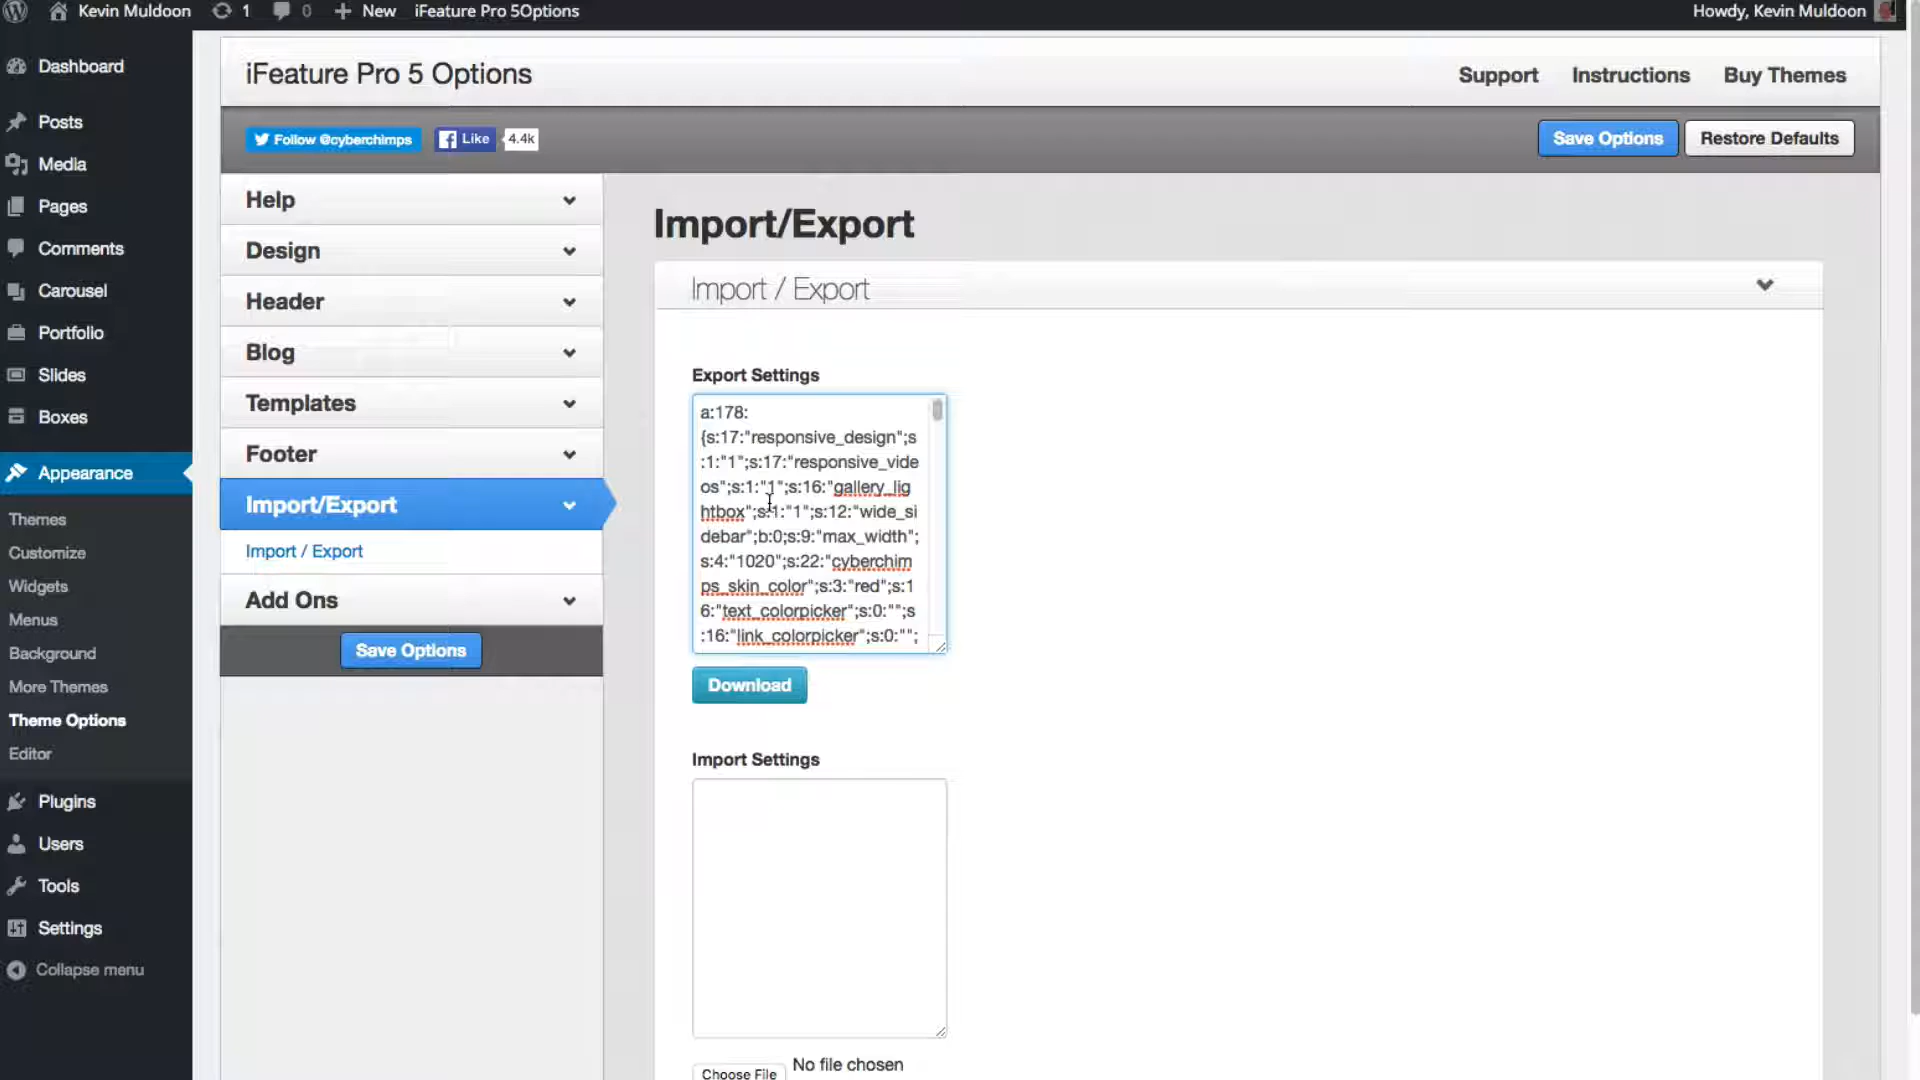 Kevin Muldoon 1 0 New iFeature Pro 5Options Howdy, Kevin Muldoon
Dashboard
Posts
Media
Pages
Comments
Carousel
Portfolio
Slides
Boxes
Appearance
Themes
Customize
Widgets
Menus
Background
More Themes
Theme Options
Editor
Plugins
Users
Tools
Settings
Collapse menu
iFeature Pro 5 Options
Support Instructions Buy Themes
Follow @cyberchimps Like 4.4k
Save Options Restore Defaults
Help
Design
Header
Blog
Templates
Footer
Import/Export
Import / Export
Add Ons
Save Options
Import/Export
Import / Export
Export Settings
a:178:
{s:17:"responsive_design";s
:1:"1";s:17:"responsive_vide
os";s:1:"1";s:16:"gallery_lig
htbox";s:1:"1";s:12:"wide_si
debar";b:0;s:9:"max_width";
s:4:"1020";s:22:"cyberchim
ps_skin_color";s:3:"red";s:1
6:"text_colorpicker";s:0:"";s
:16:"link_colorpicker";s:0:"";
Download
Import Settings
Choose File No file chosen